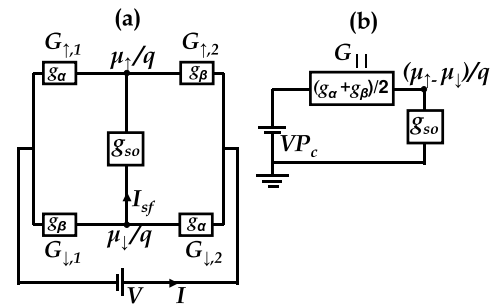 (a)
G↑,1 μ↑/q G↑,2
gα gβ
gso
Isf
gβ gα
G↓,1 μ↓/q G↓,2
V I
(b)
G||
(gα+gβ)/2
(μ↑-μ↓)/q
gso
VPc